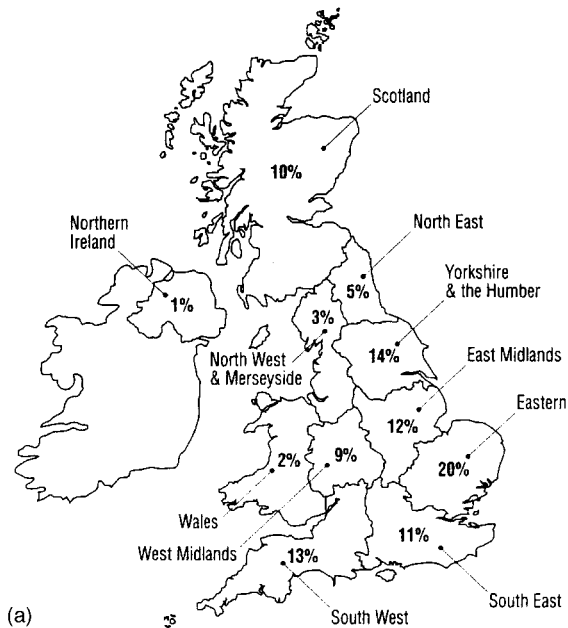 Scotland
10%
Northern
Ireland
North East
Yorkshire
& the Humber
5%
1%
3%
14%
North West
& Merseyside
East Midlands
Eastern
12%
2%
9%
20%
Wales
West Midlands
11%
13%
South East
South West
(a)